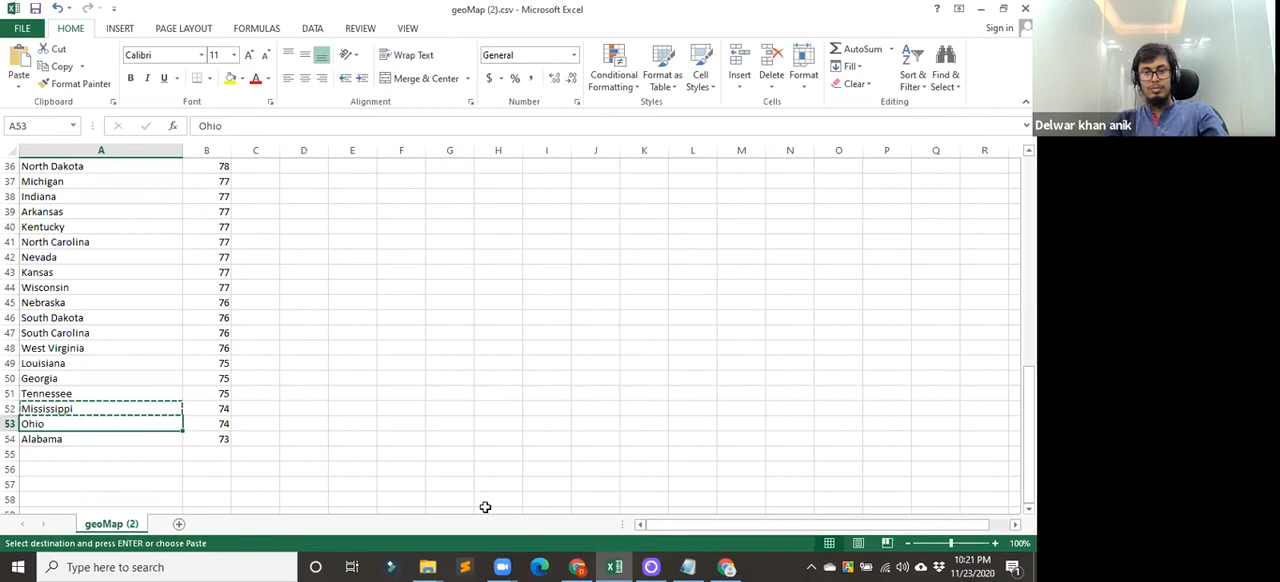 geoMap (2).csv - Microsoft Excel
Sign in
FILE HOME INSERT PAGE LAYOUT FORMULAS DATA REVIEW VIEW
Paste
Cut
Copy
Format Painter
Clipboard
Calibri 11
B I U
Font
Wrap Text
Merge & Center
Alignment
General
$ % ,
Number
Conditional Formatting
Format as Table
Cell Styles
Styles
Insert Delete Format
Cells
AutoSum
Fill
Clear
Sort & Filter
Find & Select
Editing
Delwar khan anik
A53 Ohio
A B C D E F G H I J K L M N O P Q R
36 North Dakota 78
37 Michigan 77
38 Indiana 77
39 Arkansas 77
40 Kentucky 77
41 North Carolina 77
42 Nevada 77
43 Kansas 77
44 Wisconsin 77
45 Nebraska 76
46 South Dakota 76
47 South Carolina 76
48 West Virginia 76
49 Louisiana 75
50 Georgia 75
51 Tennessee 75
52 Mississippi 74
53 Ohio 74
54 Alabama 73
55
56
57
58
geoMap (2)
Select destination and press ENTER or choose Paste
100%
Type here to search
10:21 PM
11/23/2020